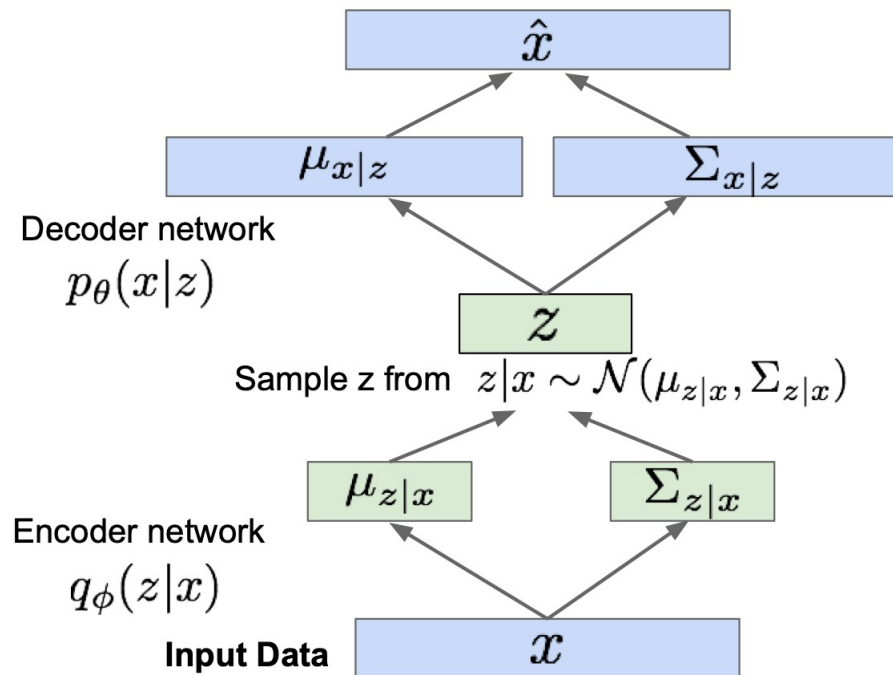 x̂
μ_{x|z} Σ_{x|z}
Decoder network
p_θ(x|z)
z
Sample z from z|x ∼ 𝒩(μ_{z|x}, Σ_{z|x})
μ_{z|x} Σ_{z|x}
Encoder network
q_ϕ(z|x)
Input Data x